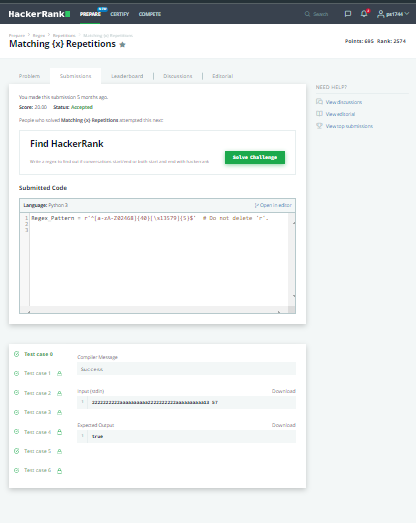 HackerRank
PREPARE
NEW
CERTIFY
COMPETE
Search
ps1744
Prepare > Regex > Repetitions > Matching {x} Repetitions
Matching {x} Repetitions
Points: 695 Rank: 2574
Problem
Submissions
Leaderboard
Discussions
Editorial
You made this submission 5 months ago.
Score: 20.00 Status: Accepted
People who solved Matching {x} Repetitions attempted this next:
Find HackerRank
Write a regex to find out if conversations start/end or both start and end with hackerrank
Solve Challenge
Submitted Code
Language: Python 3
Open in editor
1
Regex_Pattern = r'^[a-zA-Z02468]{40}[\s13579]{5}$' # Do not delete 'r'.
2
3
NEED HELP?
View discussions
View editorial
View top submissions
Test case 0
Test case 1
Test case 2
Test case 3
Test case 4
Test case 5
Test case 6
Compiler Message
Success
Input (stdin)
Download
1
Expected Output
Download
1
true